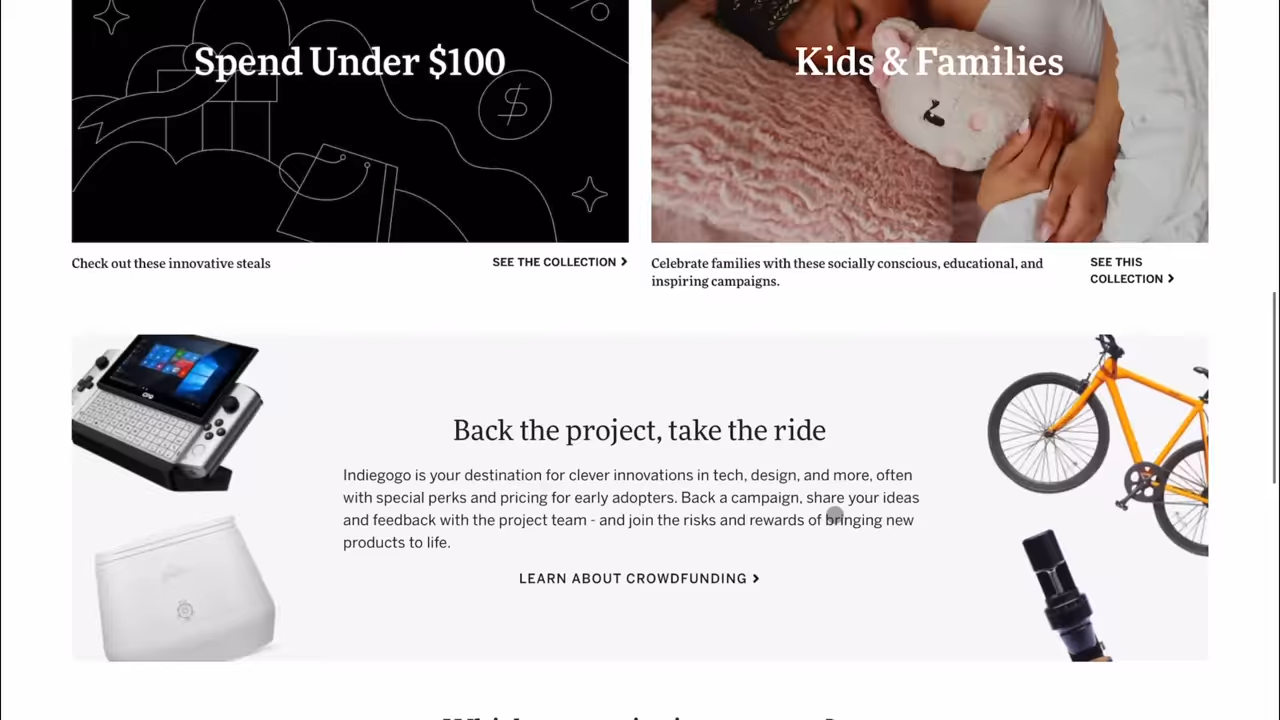 Spend Under $100
Kids & Families
Check out these innovative steals
SEE THE COLLECTION
Celebrate families with these socially conscious, educational, and
inspiring campaigns.
SEE THIS
COLLECTION
Back the project, take the ride
Indiegogo is your destination for clever innovations in tech, design, and more, often
with special perks and pricing for early adopters. Back a campaign, share your ideas
and feedback with the project team - and join the risks and rewards of bringing new
products to life.
LEARN ABOUT CROWDFUNDING